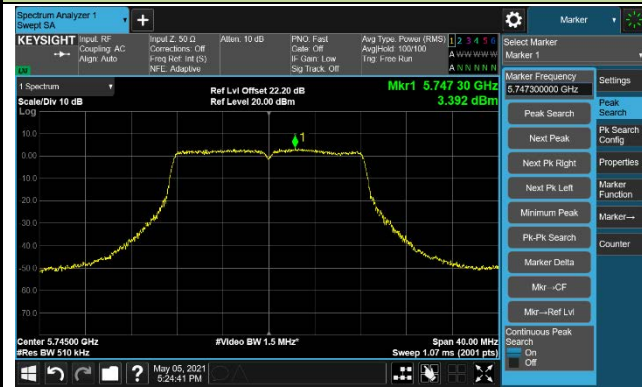 Spectrum Analyzer 1
Swept SA
Marker
KEYSIGHT
Input: RF
Coupling: AC
Align: Auto
Input Z: 50 Ω
Corrections: Off
Freq Ref: Int (S)
NFE: Adaptive
Atten: 10 dB
PNO: Fast
Gate: Off
IF Gain: Low
Sig Track: Off
Avg Type: Power (RMS)
Avg|Hold: 100/100
Trig: Free Run
1 2 3 4 5 6
A W W W W W
A N N N N N
Select Marker
Marker 1
1 Spectrum
Scale/Div 10 dB
Log
Ref Lvl Offset 22.20 dB
Ref Level 20.00 dBm
Mkr1 5.747 30 GHz
3.392 dBm
1
10.0
0.00
-10.0
-20.0
-30.0
-40.0
-50.0
-60.0
-70.0
Center 5.74500 GHz
#Res BW 510 kHz
#Video BW 1.5 MHz*
Span 40.00 MHz
Sweep 1.07 ms (2001 pts)
Marker Frequency
5.747300000 GHz
Peak Search
Next Peak
Next Pk Right
Next Pk Left
Minimum Peak
Pk-Pk Search
Marker Delta
Mkr→CF
Mkr→Ref Lvl
Continuous Peak
Search
On
Off
Settings
Peak
Search
Pk Search
Config
Properties
Marker
Function
Marker→
Counter
May 05, 2021
5:24:41 PM